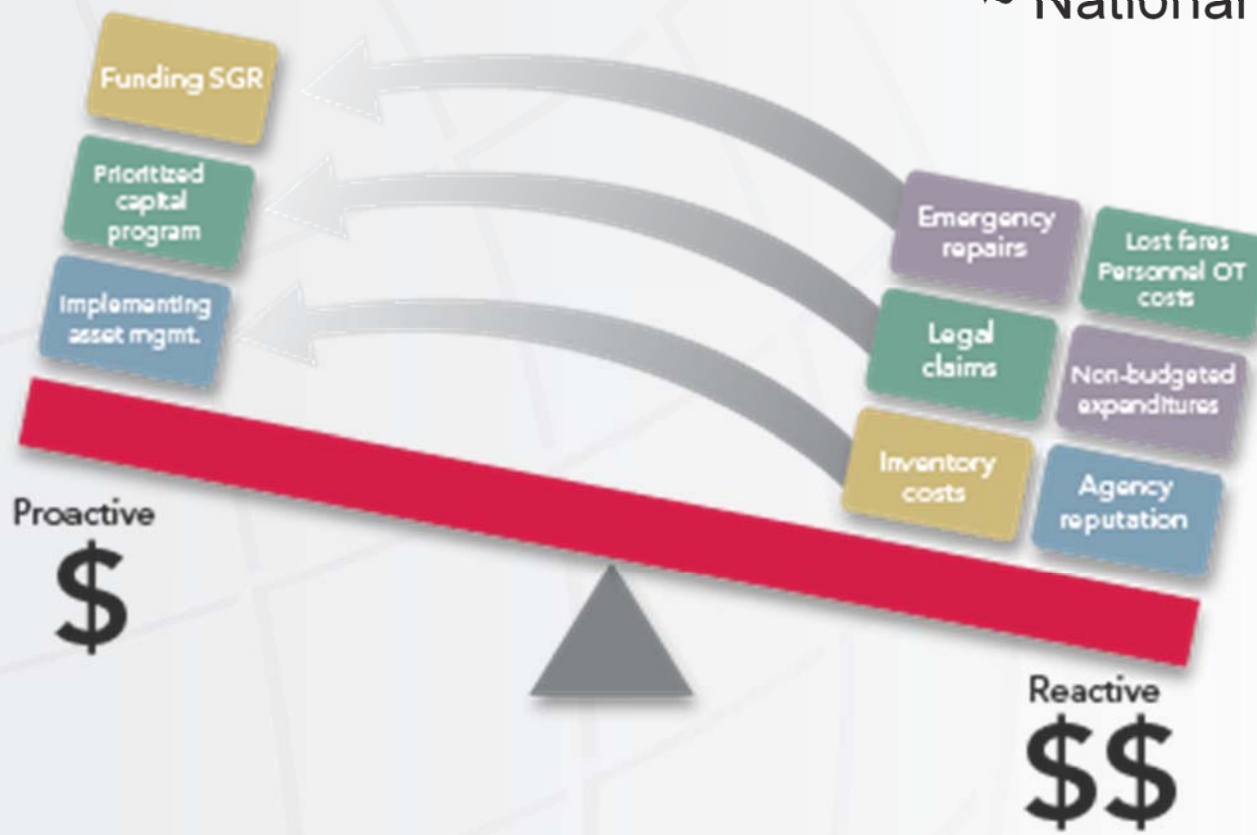 National
Funding SGR
Prioritized
capital
program
Implementing
asset mgmt.
Emergency
repairs
Lost fares
Personnel OT
costs
Legal
claims
Non-budgeted
expenditures
Inventory
costs
Agency
reputation
Proactive
$
Reactive
$$